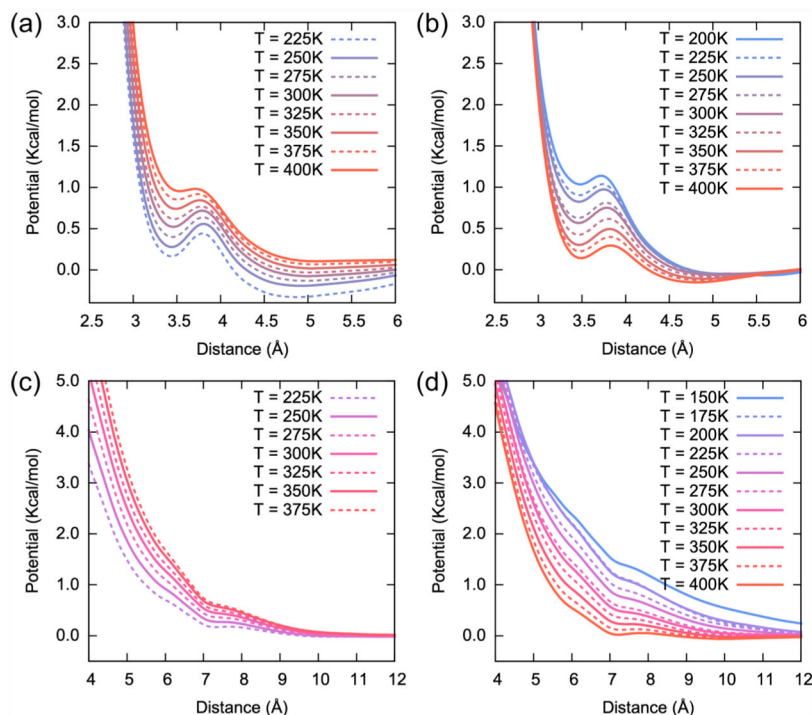 (a)
3.0
2.5
2.0
1.5
1.0
0.5
0.0
Potential (Kcal/mol)
T = 225K
T = 250K
T = 275K
T = 300K
T = 325K
T = 350K
T = 375K
T = 400K
2.5 3 3.5 4 4.5 5 5.5 6
Distance (Å)
(b)
3.0
2.5
2.0
1.5
1.0
0.5
0.0
Potential (Kcal/mol)
T = 200K
T = 225K
T = 250K
T = 275K
T = 300K
T = 325K
T = 350K
T = 375K
T = 400K
2.5 3 3.5 4 4.5 5 5.5 6
Distance (Å)
(c)
5.0
4.0
3.0
2.0
1.0
0.0
Potential (Kcal/mol)
T = 225K
T = 250K
T = 275K
T = 300K
T = 325K
T = 350K
T = 375K
4 5 6 7 8 9 10 11 12
Distance (Å)
(d)
5.0
4.0
3.0
2.0
1.0
0.0
Potential (Kcal/mol)
T = 150K
T = 175K
T = 200K
T = 225K
T = 250K
T = 275K
T = 300K
T = 325K
T = 350K
T = 375K
T = 400K
4 5 6 7 8 9 10 11 12
Distance (Å)